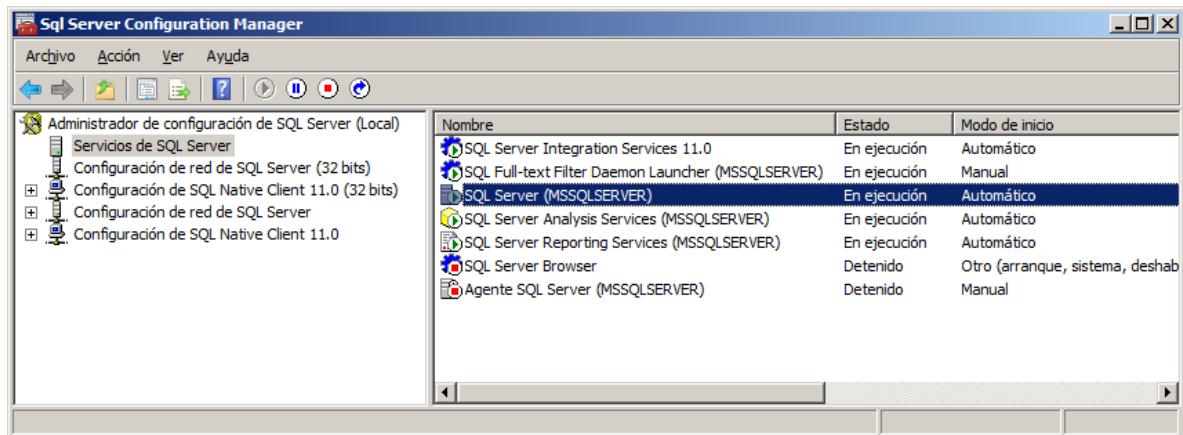 Sql Server Configuration Manager
Archivo Acción Ver Ayuda
Administrador de configuración de SQL Server (Local)
Servicios de SQL Server
Configuración de red de SQL Server (32 bits)
Configuración de SQL Native Client 11.0 (32 bits)
Configuración de red de SQL Server
Configuración de SQL Native Client 11.0
Nombre Estado Modo de inicio
SQL Server Integration Services 11.0 En ejecución Automático
SQL Full-text Filter Daemon Launcher (MSSQLSERVER) En ejecución Manual
SQL Server (MSSQLSERVER) En ejecución Automático
SQL Server Analysis Services (MSSQLSERVER) En ejecución Automático
SQL Server Reporting Services (MSSQLSERVER) En ejecución Automático
SQL Server Browser Detenido Otro (arranque, sistema, deshab
Agente SQL Server (MSSQLSERVER) Detenido Manual